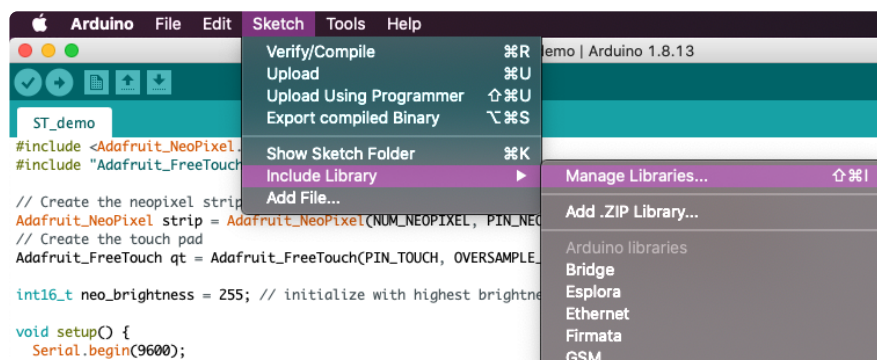 Arduino File Edit Sketch Tools Help
emo | Arduino 1.8.13
Verify/Compile ⌘R
Upload ⌘U
Upload Using Programmer ⇧⌘U
Export compiled Binary ⌥⌘S
Show Sketch Folder ⌘K
Include Library ▶
Add File...
Manage Libraries... ⇧⌘I
Add .ZIP Library...
Arduino libraries
Bridge
Esplora
Ethernet
Firmata
GSM
ST_demo
#include <Adafruit_NeoPixel.
#include "Adafruit_FreeTouch
// Create the neopixel strip
Adafruit_NeoPixel strip = Adafruit_NeoPixel(NUM_NEOPIXEL, PIN_NEO
// Create the touch pad
Adafruit_FreeTouch qt = Adafruit_FreeTouch(PIN_TOUCH, OVERSAMPLE_
int16_t neo_brightness = 255; // initialize with highest brightne
void setup() {
Serial.begin(9600);